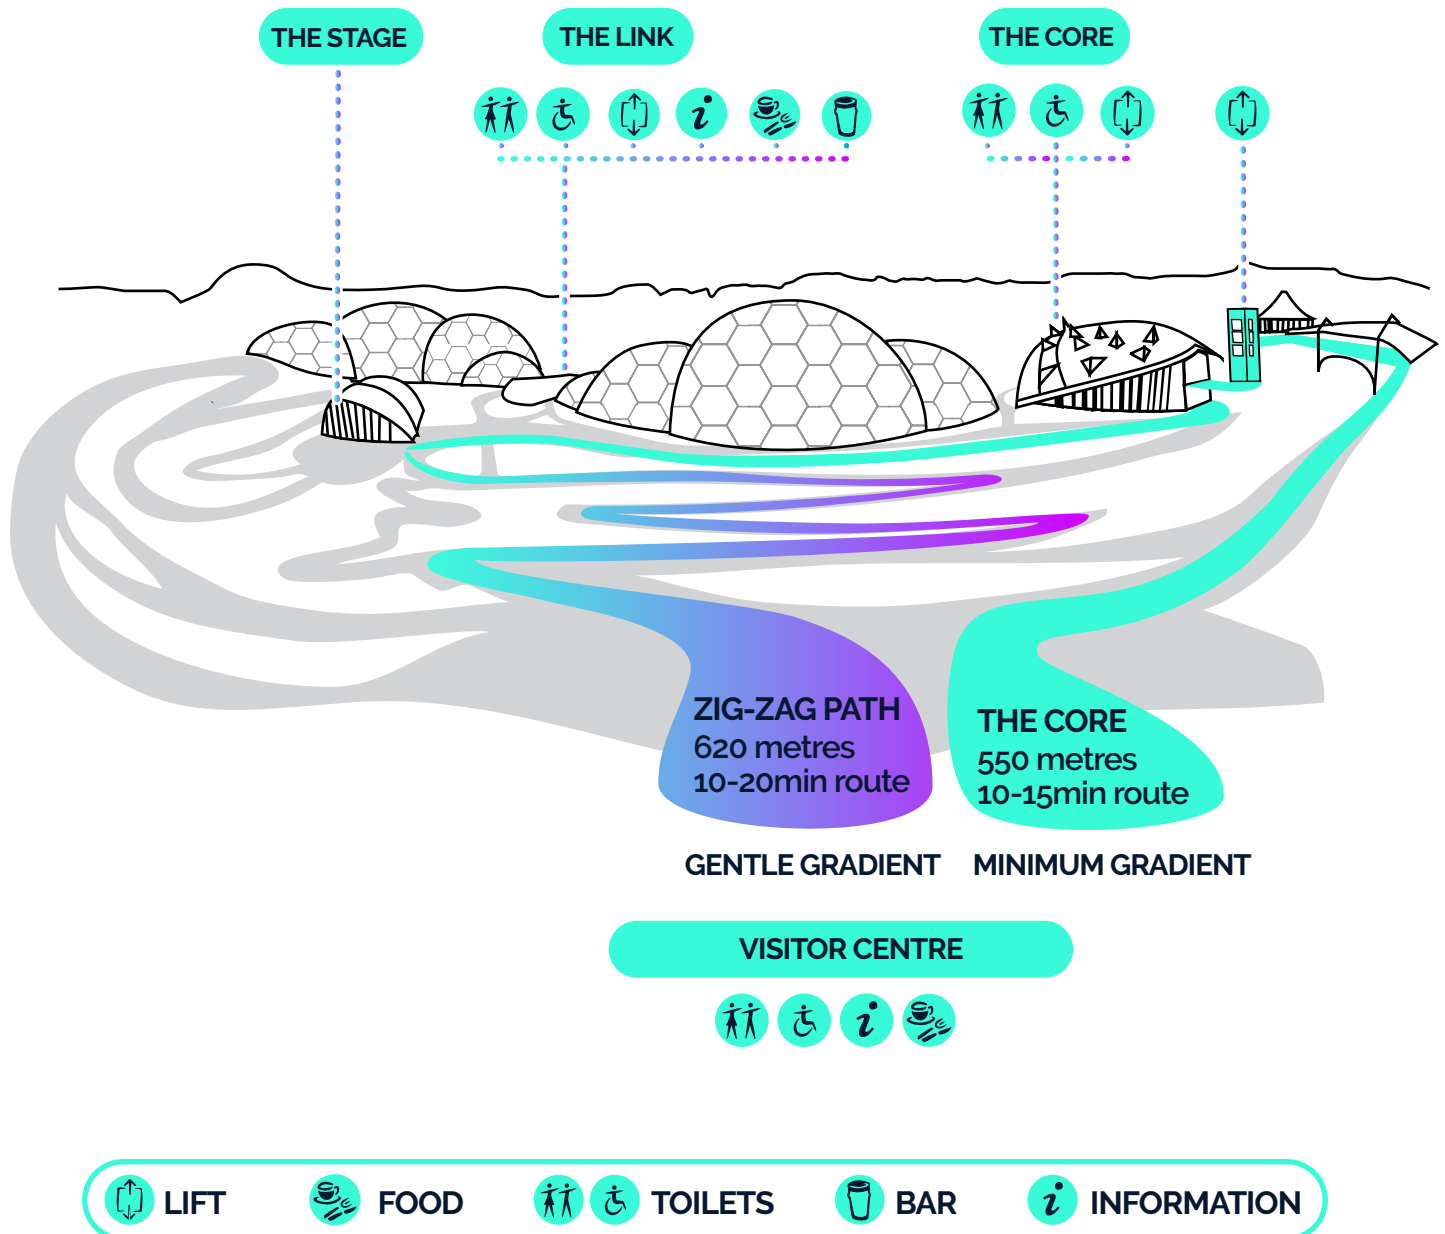 THE STAGE
THE LINK
THE CORE
ZIG-ZAG PATH
620 metres
10-20min route
THE CORE
550 metres
10-15min route
GENTLE GRADIENT
MINIMUM GRADIENT
VISITOR CENTRE
LIFT
FOOD
TOILETS
BAR
INFORMATION